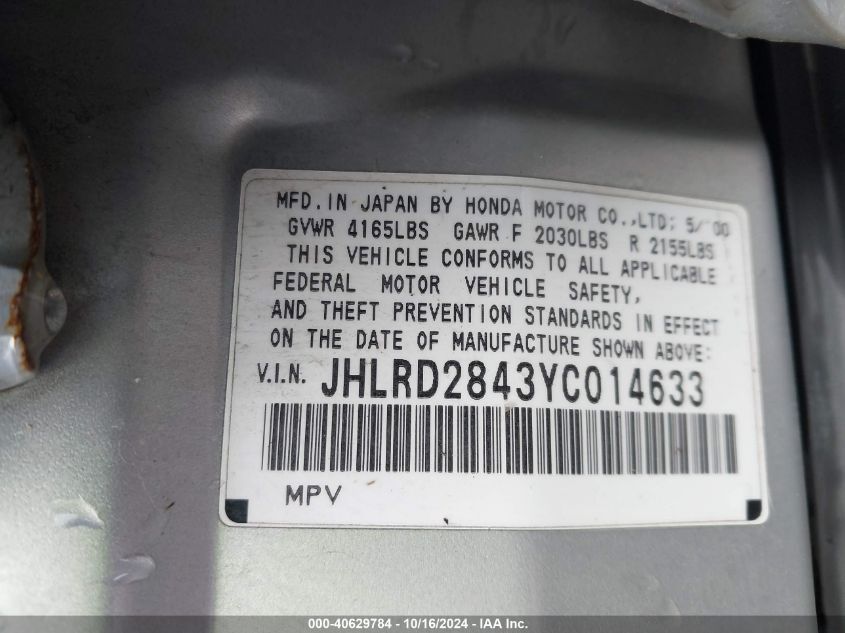 MFD. IN JAPAN BY HONDA MOTOR CO.,LTD; 5/ 00
GVWR 4165LBS GAWR F 2030LBS R 2155LBS
THIS VEHICLE CONFORMS TO ALL APPLICABLE
FEDERAL MOTOR VEHICLE SAFETY,
AND THEFT PREVENTION STANDARDS IN EFFECT
ON THE DATE OF MANUFACTURE SHOWN ABOVE:
V.I.N. JHLRD2843YC014633
MPV
000-40629784 - 10/16/2024 - IAA Inc.